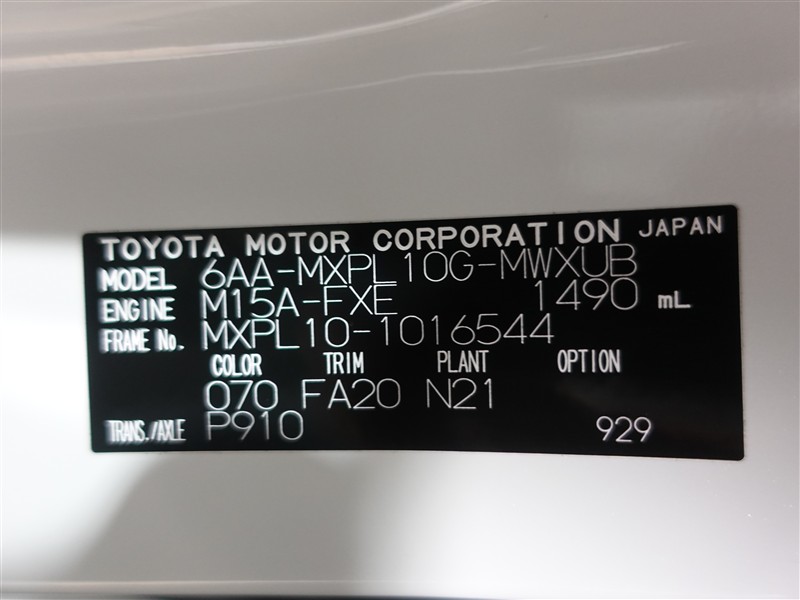 TOYOTA MOTOR CORPORATION JAPAN
MODEL 6AA-MXPL10G-MWXUB
ENGINE M15A-FXE 1490 mL
FRAME No. MXPL10-1016544
COLOR TRIM PLANT OPTION
070 FA20 N21
TRANS./AXLE P910 929